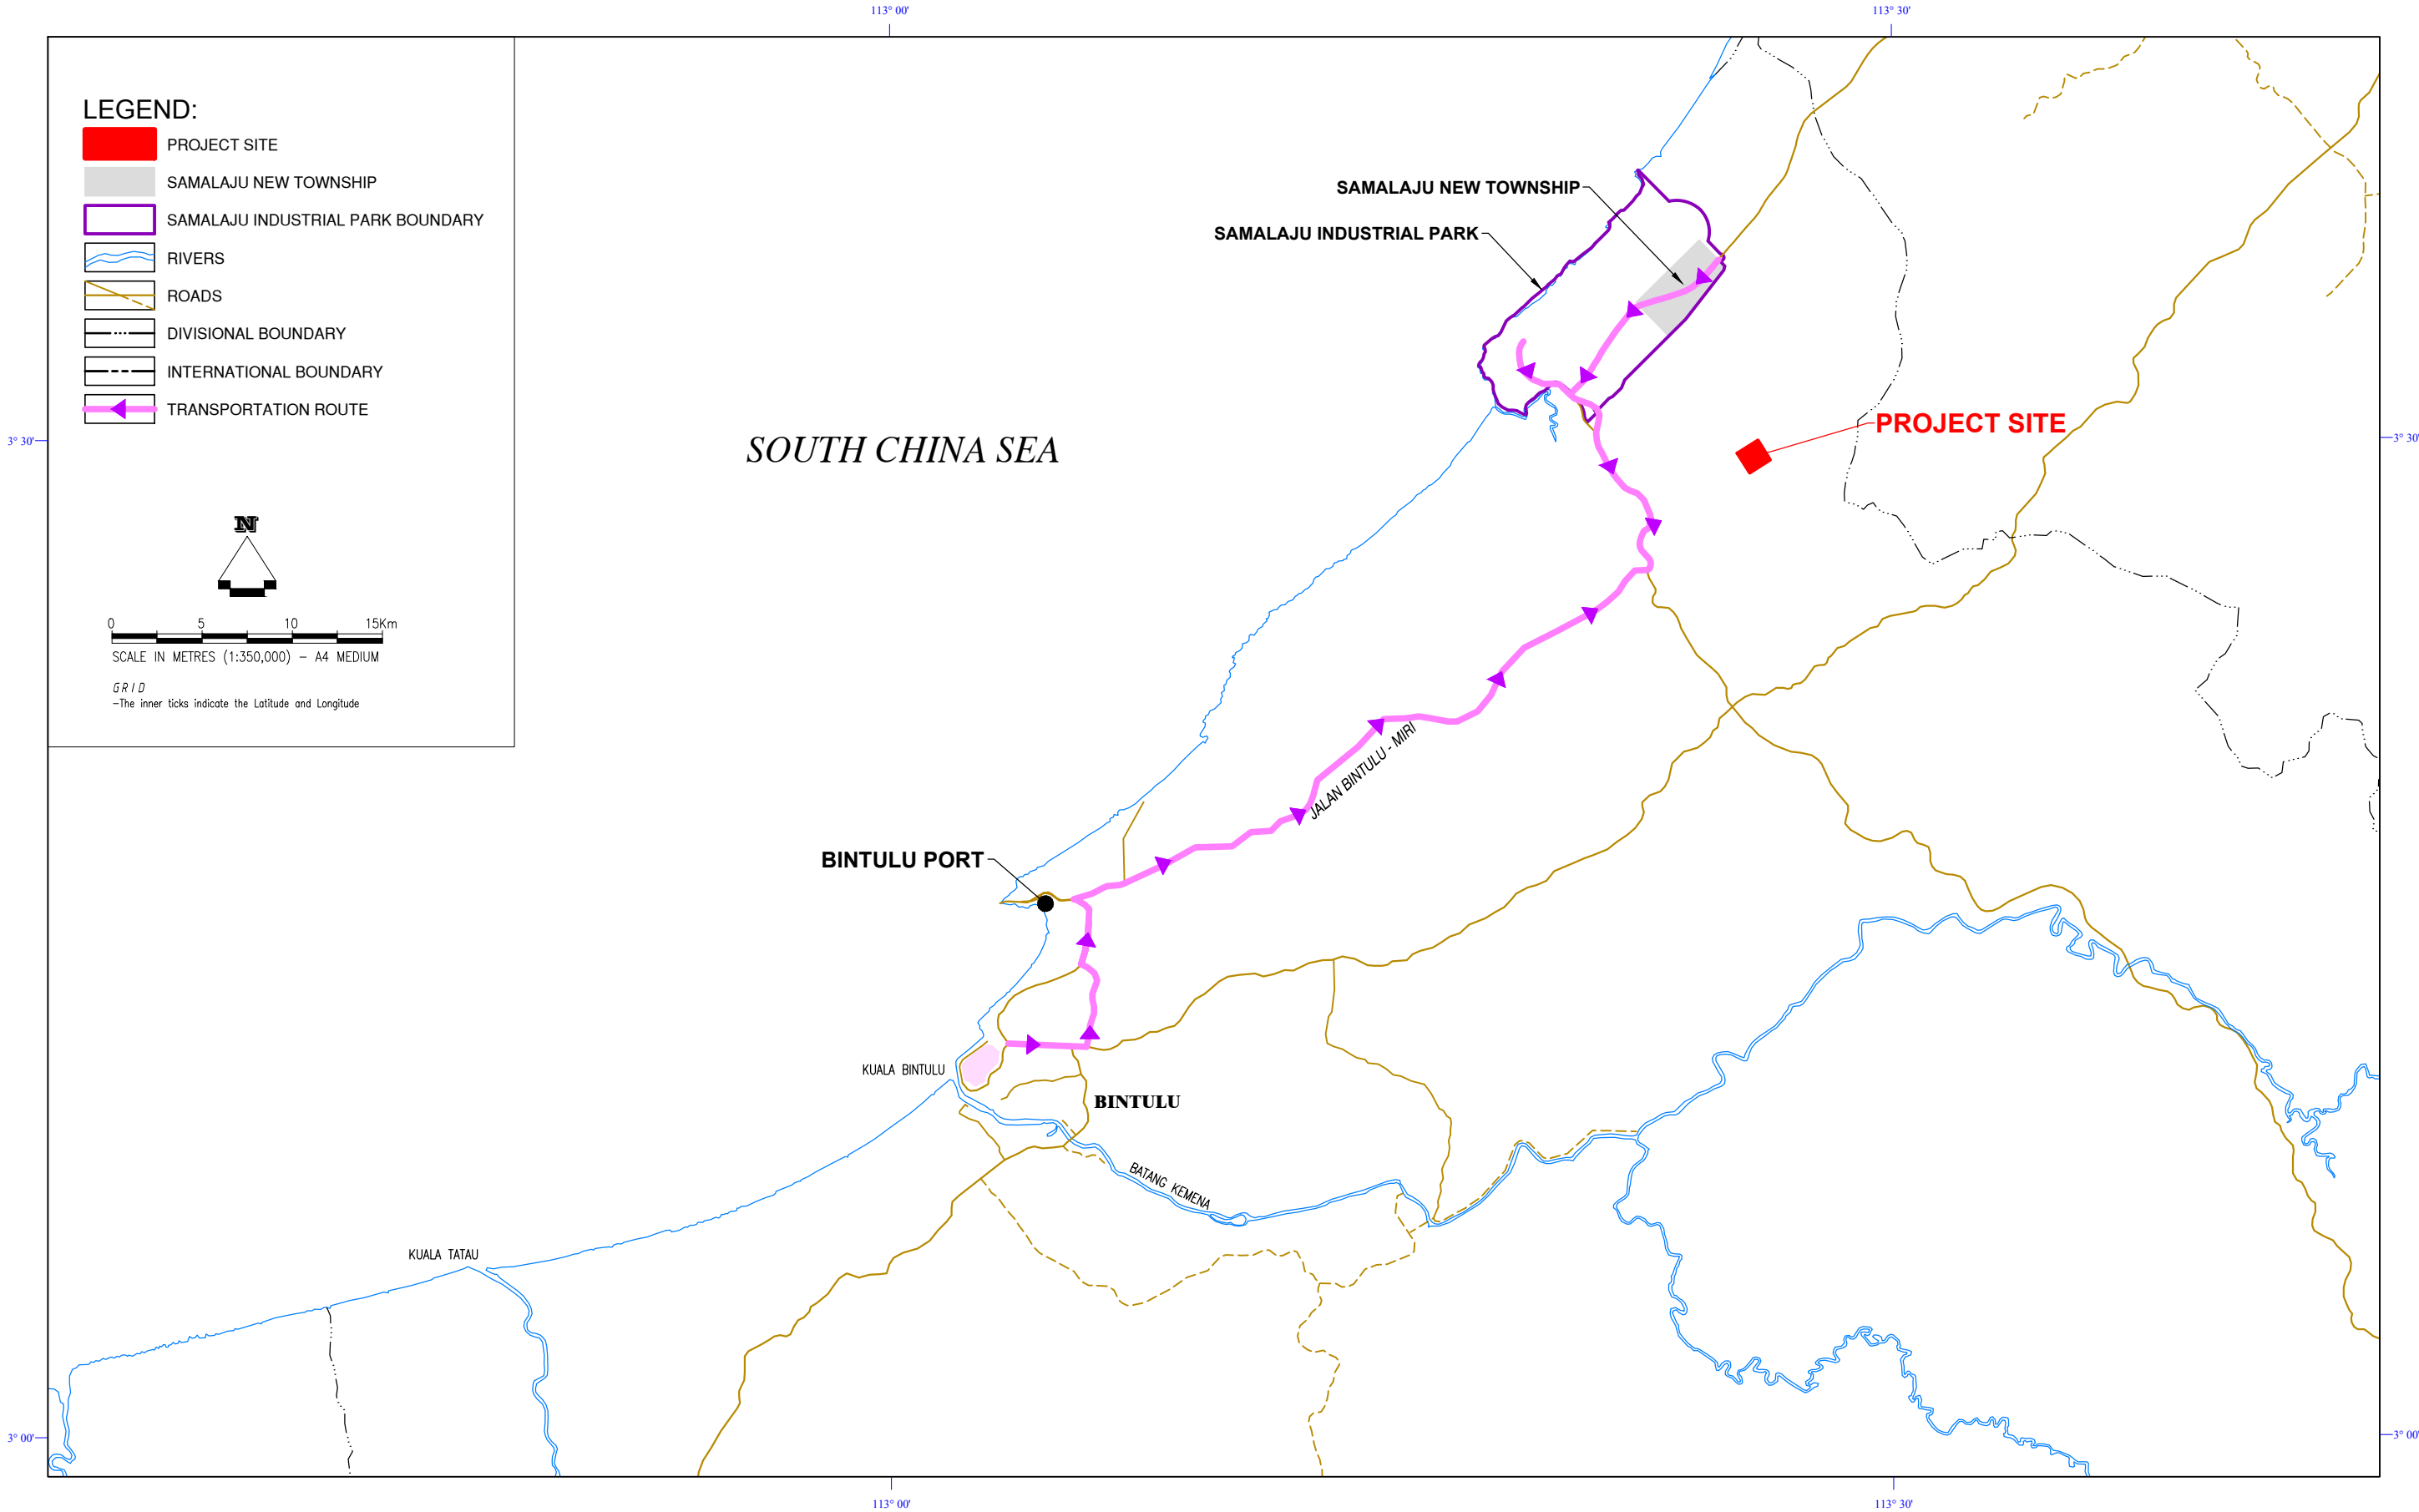 113° 00'
113° 30'
LEGEND:
PROJECT SITE
SAMALAJU NEW TOWNSHIP
SAMALAJU INDUSTRIAL PARK BOUNDARY
RIVERS
ROADS
DIVISIONAL BOUNDARY
INTERNATIONAL BOUNDARY
TRANSPORTATION ROUTE
SAMALAJU NEW TOWNSHIP
SAMALAJU INDUSTRIAL PARK
PROJECT SITE
3° 30'
3° 30'
SOUTH CHINA SEA
N
0 5 10 15Km
SCALE IN METRES (1:350,000) - A4 MEDIUM
GRID
-The inner ticks indicate the Latitude and Longitude
JALAN BINTULU - MIRI
BINTULU PORT
KUALA BINTULU
BINTULU
BATANG KEMENA
KUALA TATAU
3° 00'
3° 00'
113° 00'
113° 30'